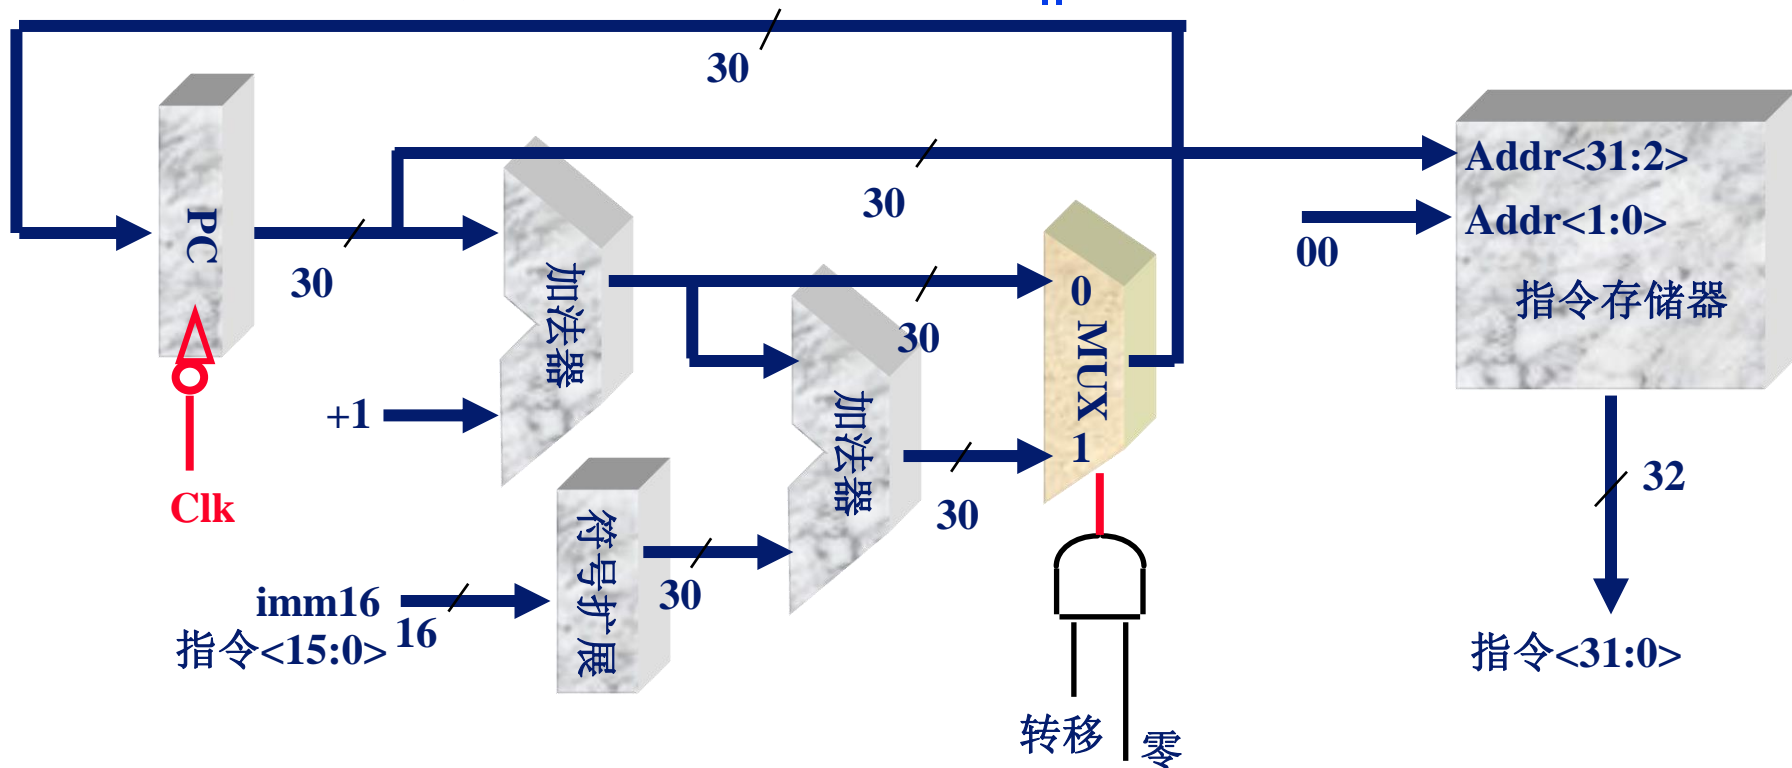 30
PC
30
30
Addr<31:2>
Addr<1:0>
00
指令存储器
加法器
+1
30
0
MUX
1
加法器
30
Clk
符号扩展
30
imm16
指令<15:0>
16
转移
零
32
指令<31:0>